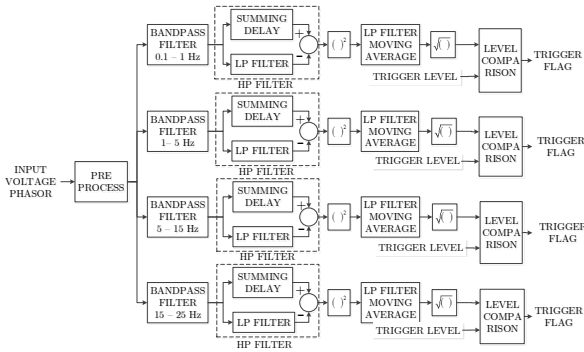 INPUT
VOLTAGE
PHASOR
PRE
PROCESS
BANDPASS
FILTER
0.1 – 1 Hz
SUMMING
DELAY
LP FILTER
+
-
HP FILTER
( )²
LP FILTER
MOVING
AVERAGE
√( )
TRIGGER LEVEL
LEVEL
COMPA
RISON
TRIGGER
FLAG
BANDPASS
FILTER
1– 5 Hz
SUMMING
DELAY
LP FILTER
+
-
HP FILTER
( )²
LP FILTER
MOVING
AVERAGE
√( )
TRIGGER LEVEL
LEVEL
COMPA
RISON
TRIGGER
FLAG
BANDPASS
FILTER
5 – 15 Hz
SUMMING
DELAY
LP FILTER
+
-
HP FILTER
( )²
LP FILTER
MOVING
AVERAGE
√( )
TRIGGER LEVEL
LEVEL
COMPA
RISON
TRIGGER
FLAG
BANDPASS
FILTER
15 – 25 Hz
SUMMING
DELAY
LP FILTER
+
-
HP FILTER
( )²
LP FILTER
MOVING
AVERAGE
√( )
TRIGGER LEVEL
LEVEL
COMPA
RISON
TRIGGER
FLAG